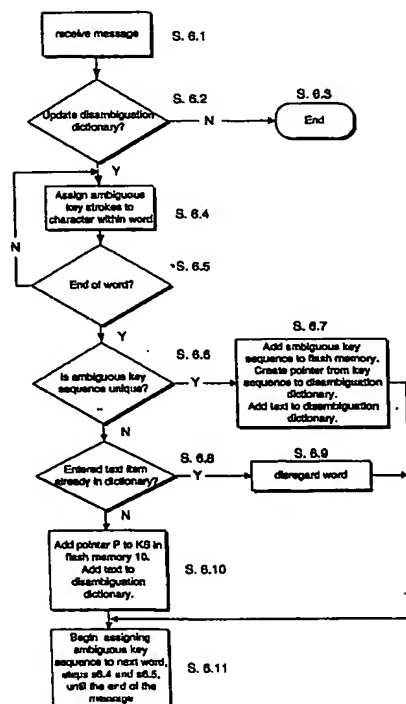 receive message
S. 6.1
Update disambiguation
dictionary?
S. 6.2
N
S. 6.3
End
Y
Assign ambiguous
key strokes to
character within word
S. 6.4
N
End of word?
S. 6.5
Y
Is ambiguous key
sequence unique?
S. 6.6
Y
S. 6.7
Add ambiguous key
sequence to flash memory.
Create pointer from key
sequence to disambiguation
dictionary.
Add text to disambiguation
dictionary.
N
Entered text item
already in dictionary?
S. 6.8
Y
S. 6.9
disregard word
N
Add pointer P to KS in
flash memory 10.
Add text to
disambiguation
dictionary.
S. 6.10
Begin assigning
ambiguous key
sequence to next word,
steps s6.4 and s6.5,
until the end of the
message
S. 6.11